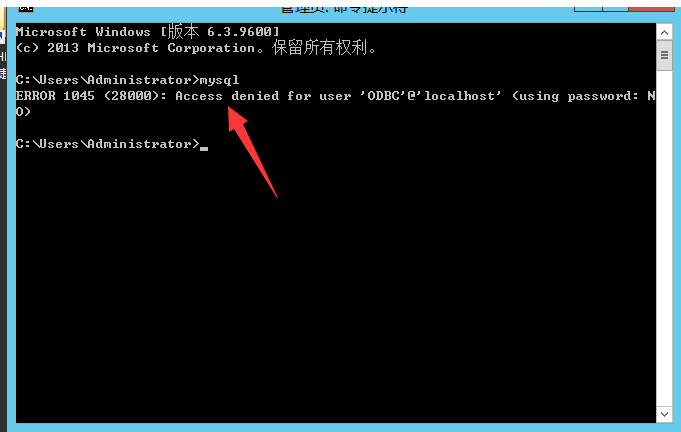 管理员: 命令提示符
Microsoft Windows [版本 6.3.9600]
(c) 2013 Microsoft Corporation。保留所有权利。
C:\Users\Administrator>mysql
ERROR 1045 (28000): Access denied for user 'ODBC'@'localhost' (using password: N
O)
C:\Users\Administrator>